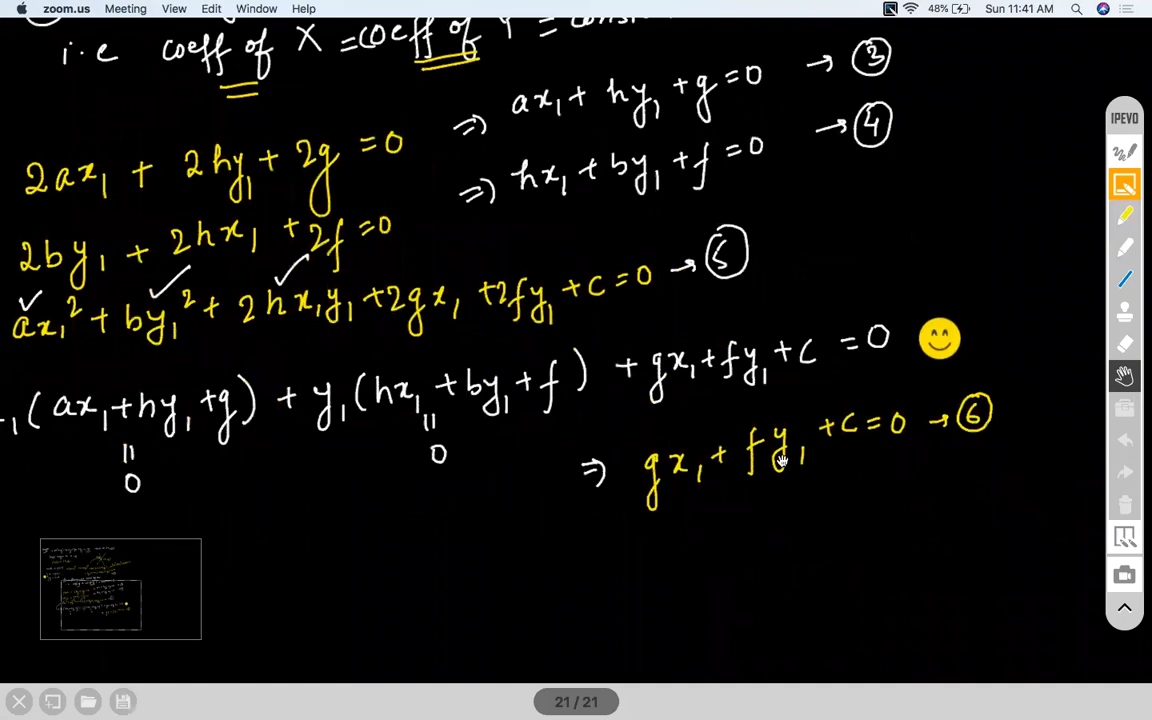 zoom.us Meeting View Edit Window Help 48% Sun 11:41 AM
i.e coeff of X = coeff of Y =
2ax₁ + 2hy₁ + 2g = 0 ⇒ ax₁ + hy₁ + g = 0 → ③
2by₁ + 2hx₁ + 2f = 0 ⇒ hx₁ + by₁ + f = 0 → ④
ax₁² + by₁² + 2hx₁y₁ + 2gx₁ + 2fy₁ + c = 0 → ⑤
₁(ax₁ + hy₁ + g) + y₁(hx₁ + by₁ + f) + gx₁ + fy₁ + c = 0
|| ||
0 0
⇒ gx₁ + fy₁ + c = 0 → ⑥
IPEVO
21 / 21